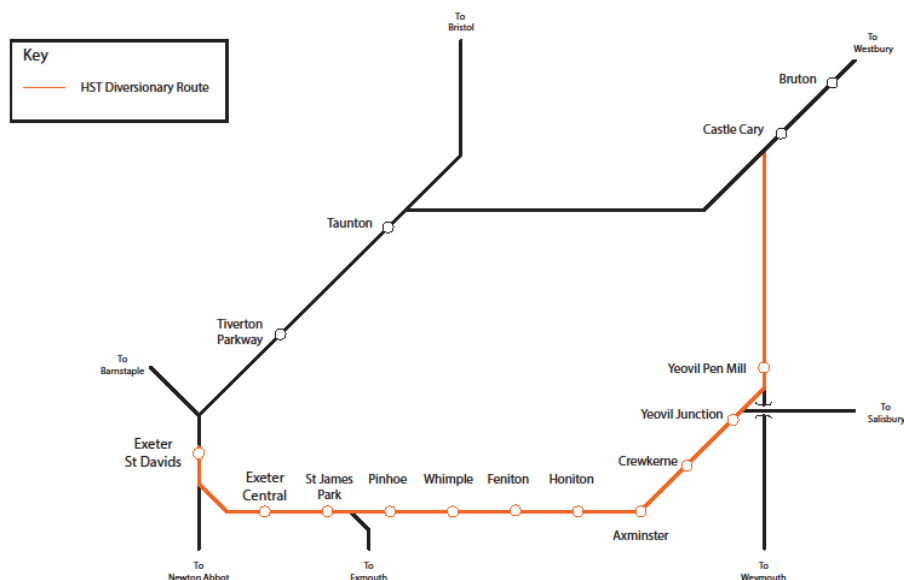 Key
HST Diversionary Route
To
Bristol
To
Westbury
Bruton
Castle Cary
Taunton
Tiverton
Parkway
To
Barnstaple
Yeovil Pen Mill
Yeovil Junction
To
Salisbury
Exeter
St Davids
Exeter
Central
St James
Park
Pinhoe
Whimple
Feniton
Honiton
Crewkerne
Axminster
To
Newton Abbot
To
Exmouth
To
Weymouth